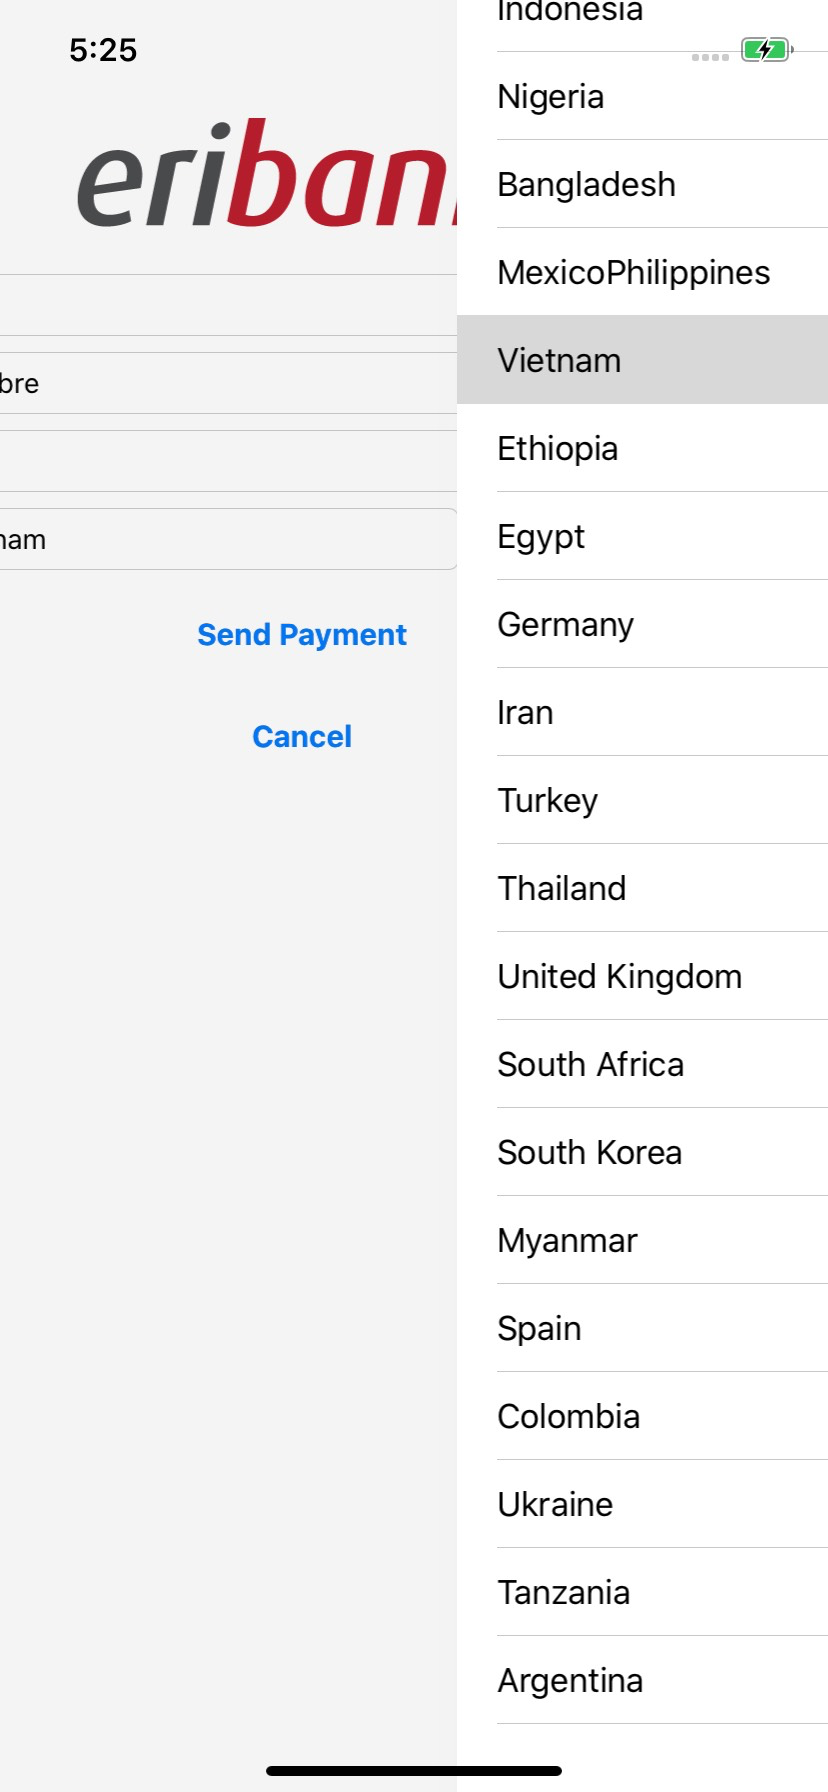 5:25
eriban
bre
nam
Send Payment
Cancel
Indonesia
Nigeria
Bangladesh
MexicoPhilippines
Vietnam
Ethiopia
Egypt
Germany
Iran
Turkey
Thailand
United Kingdom
South Africa
South Korea
Myanmar
Spain
Colombia
Ukraine
Tanzania
Argentina